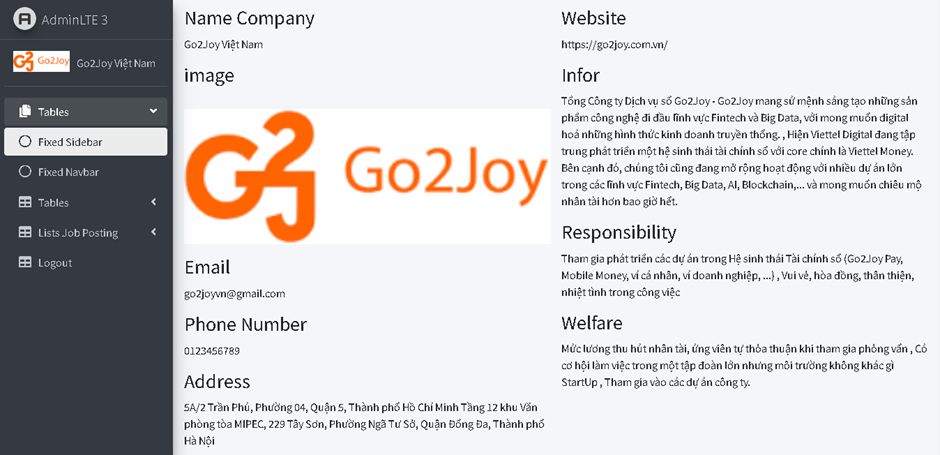 AdminLTE 3
Go2Joy
Go2Joy Việt Nam
Tables
Fixed Sidebar
Fixed Navbar
Tables
Lists Job Posting
Logout
Name Company
Go2Joy Việt Nam
image
Go2Joy
Email
go2joyvn@gmail.com
Phone Number
0123456789
Address
5A/2 Trần Phú, Phường 04, Quận 5, Thành phố Hồ Chí Minh Tầng 12 khu Văn
phòng tòa MIPEC, 229 Tây Sơn, Phường Ngã Tư Sở, Quận Đống Đa, Thành phố
Hà Nội
Website
https://go2joy.com.vn/
Infor
Tổng Công ty Dịch vụ số Go2Joy - Go2Joy mang sứ mệnh sáng tạo những sản
phẩm công nghệ đi đầu lĩnh vực Fintech và Big Data, với mong muốn digital
hoá những hình thức kinh doanh truyền thống. , Hiện Viettel Digital đang tập
trung phát triển một hệ sinh thái tài chính số với core chính là Viettel Money.
Bên cạnh đó, chúng tôi cũng đang mở rộng hoạt động với nhiều dự án lớn
trong các lĩnh vực Fintech, Big Data, AI, Blockchain,... và mong muốn chiêu mộ
nhân tài hơn bao giờ hết.
Responsibility
Tham gia phát triển các dự án trong Hệ sinh thái Tài chính số (Go2Joy Pay,
Mobile Money, ví cá nhân, ví doanh nghiệp, ...) , Vui vẻ, hòa đồng, thân thiện,
nhiệt tình trong công việc
Welfare
Mức lương thu hút nhân tài, ứng viên tự thỏa thuận khi tham gia phỏng vấn , Có
cơ hội làm việc trong một tập đoàn lớn nhưng môi trường không khác gì
StartUp , Tham gia vào các dự án công ty.